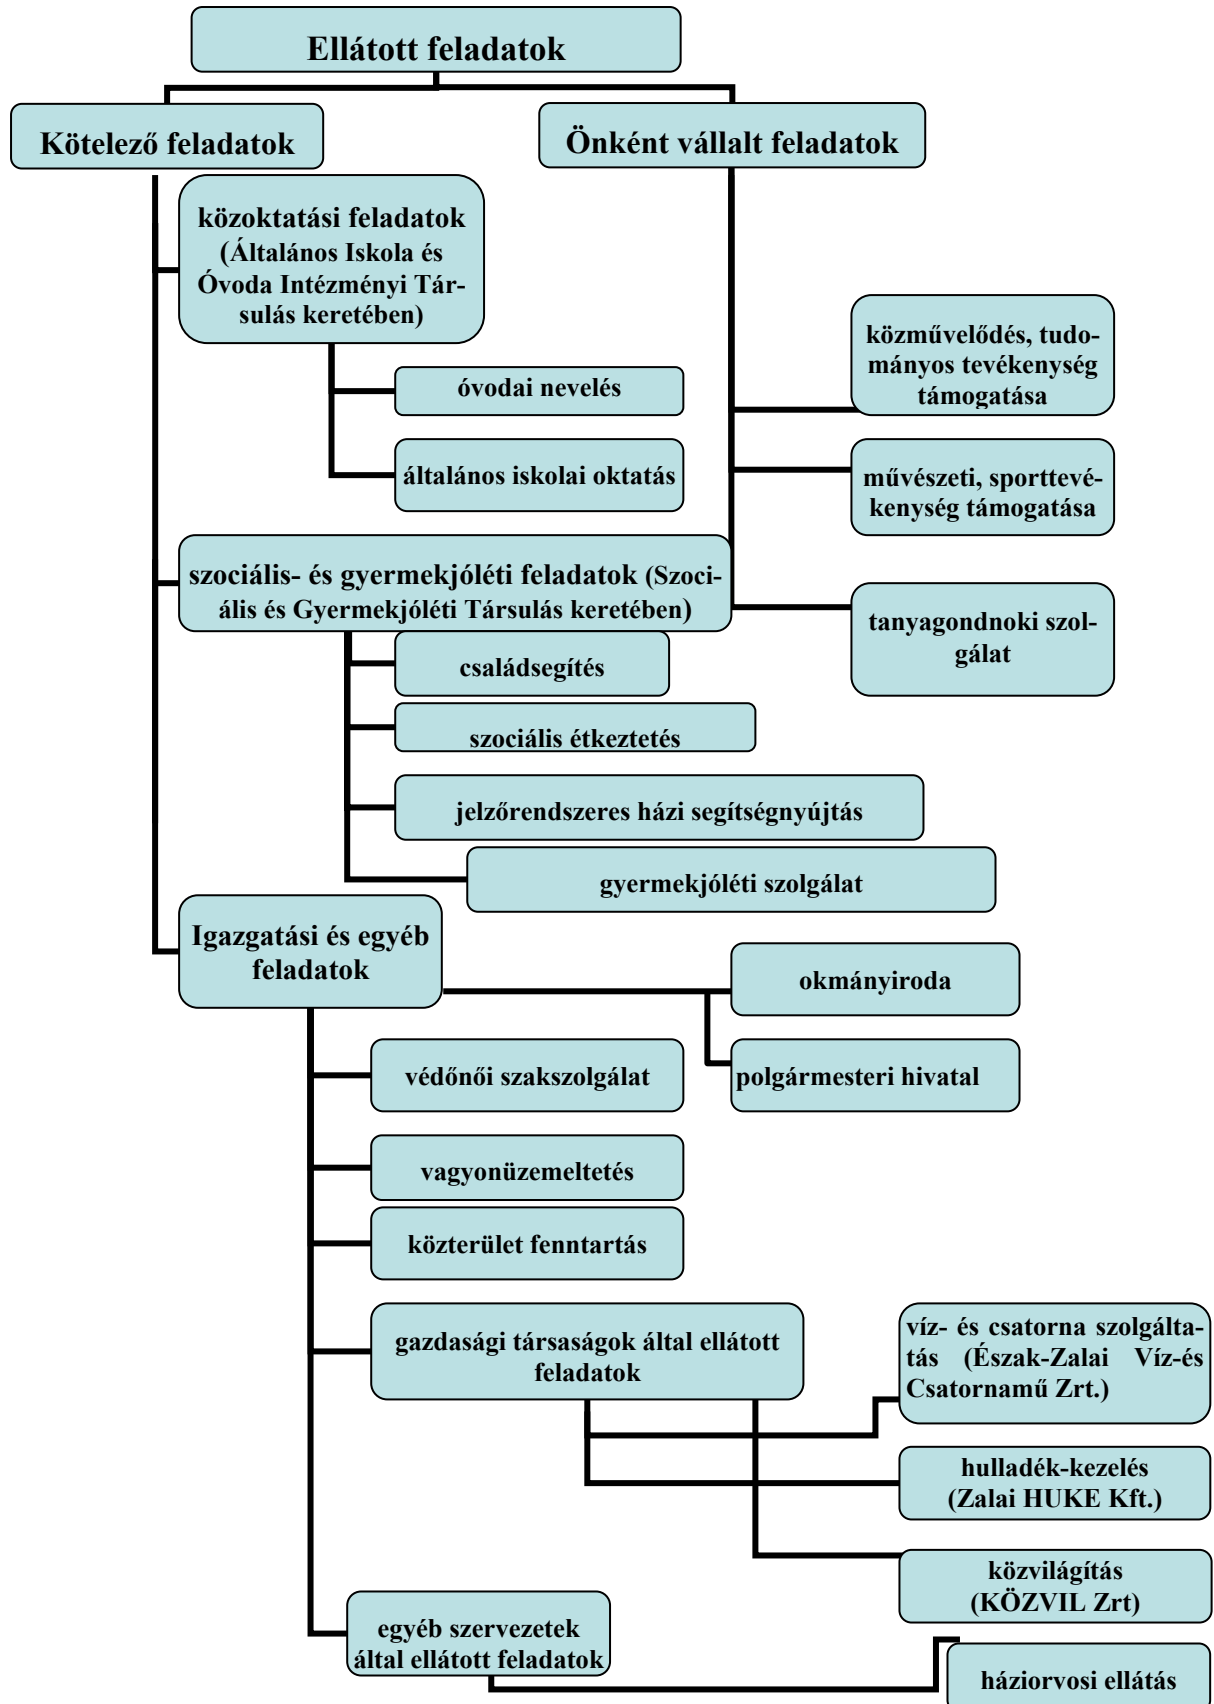 Ellátott feladatok
Kötelező feladatok
Önként vállalt feladatok
közoktatási feladatok
(Általános Iskola és
Óvoda Intézményi Tár-
sulás keretében)
óvodai nevelés
általános iskolai oktatás
közművelődés, tudo-
mányos tevékenység
támogatása
művészeti, sporttevé-
kenység támogatása
szociális- és gyermekjóléti feladatok (Szoci-
ális és Gyermekjóléti Társulás keretében)
tanyagondnoki szol-
gálat
családsegítés
szociális étkeztetés
jelzőrendszeres házi segítségnyújtás
gyermekjóléti szolgálat
Igazgatási és egyéb
feladatok
okmányiroda
polgármesteri hivatal
védőnői szakszolgálat
vagyonüzemeltetés
közterület fenntartás
gazdasági társaságok által ellátott
feladatok
víz- és csatorna szolgálta-
tás (Észak-Zalai Víz-és
Csatornamű Zrt.)
hulladék-kezelés
(Zalai HUKE Kft.)
közvilágítás
(KÖZVIL Zrt)
egyéb szervezetek
által ellátott feladatok
háziorvosi ellátás